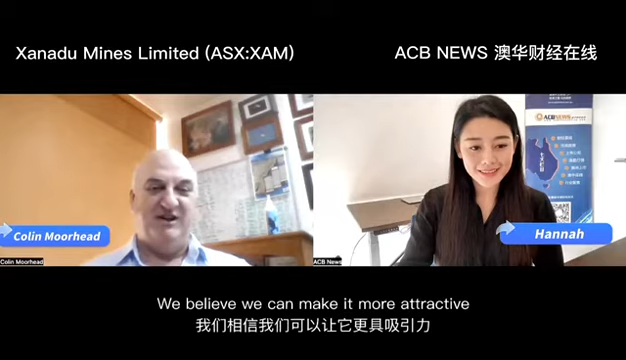 Xanadu Mines Limited (ASX:XAM)
ACB NEWS 澳华财经在线
ACBNEWS
Colin Moorhead
Hannah
Colin Moorhead
ACB News
We believe we can make it more attractive
我们相信我们可以让它更具吸引力